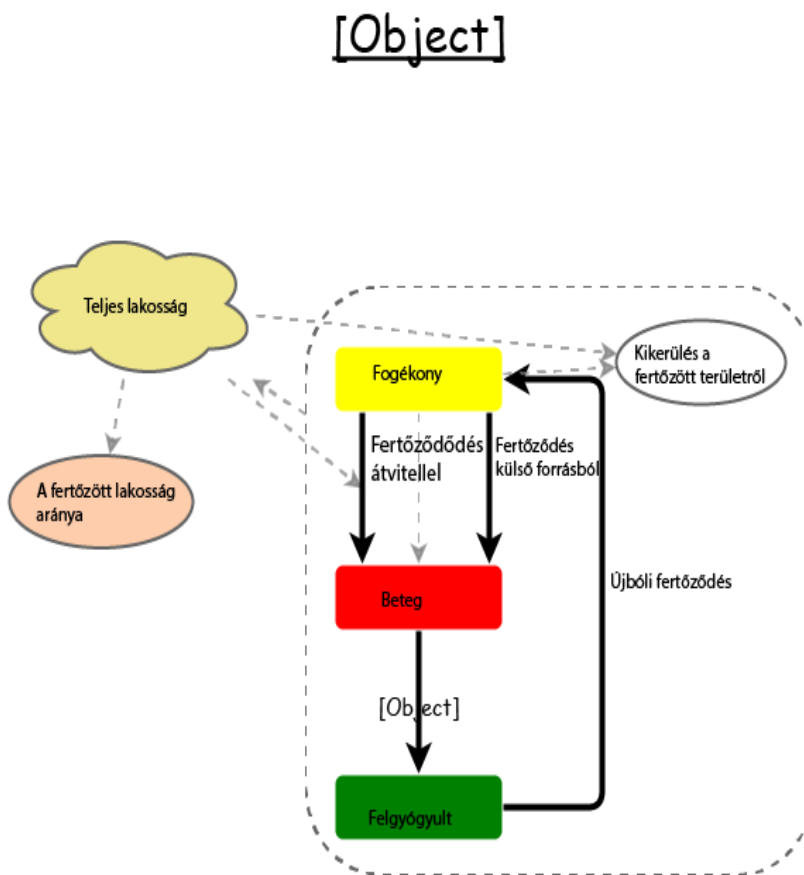 [Object]
Teljes lakosság
Kikerülés a
fertőzött területről
Fogékony
Fertőződődés
átvitellel
Fertőződés
külső forrásból
A fertőzött lakosság
aránya
Újbóli fertőződés
Beteg
[Object]
Felgyógyult